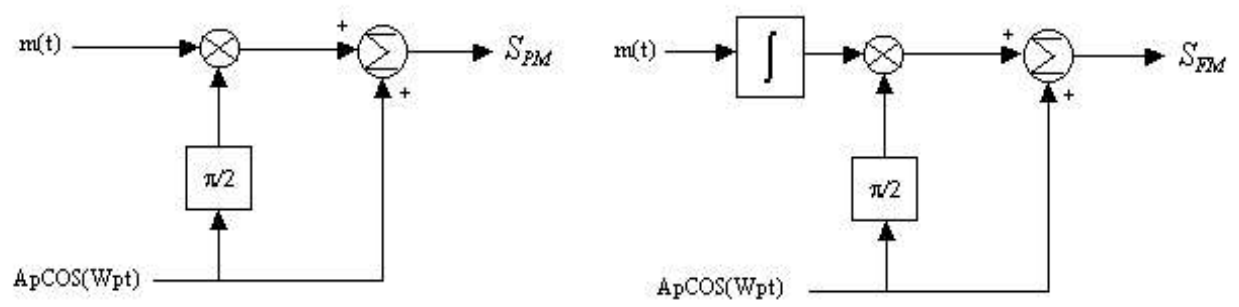 m(t)
+
Σ
S_PM
+
π/2
ApCOS(Wpt)
m(t)
∫
+
Σ
S_FM
+
π/2
ApCOS(Wpt)